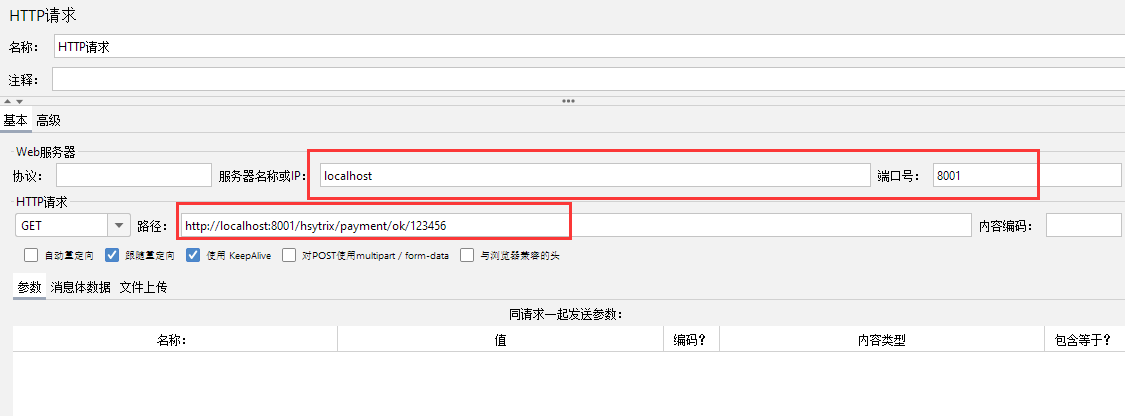 HTTP请求
名称： HTTP请求
注释：
基本 高级
Web服务器
协议： 服务器名称或IP： localhost 端口号： 8001
HTTP请求
GET 路径： http://localhost:8001/hsytrix/payment/ok/123456 内容编码：
自动重定向 跟随重定向 使用 KeepAlive 对POST使用multipart / form-data 与浏览器兼容的头
参数 消息体数据 文件上传
同请求一起发送参数：
名称： 值 编码？ 内容类型 包含等于？